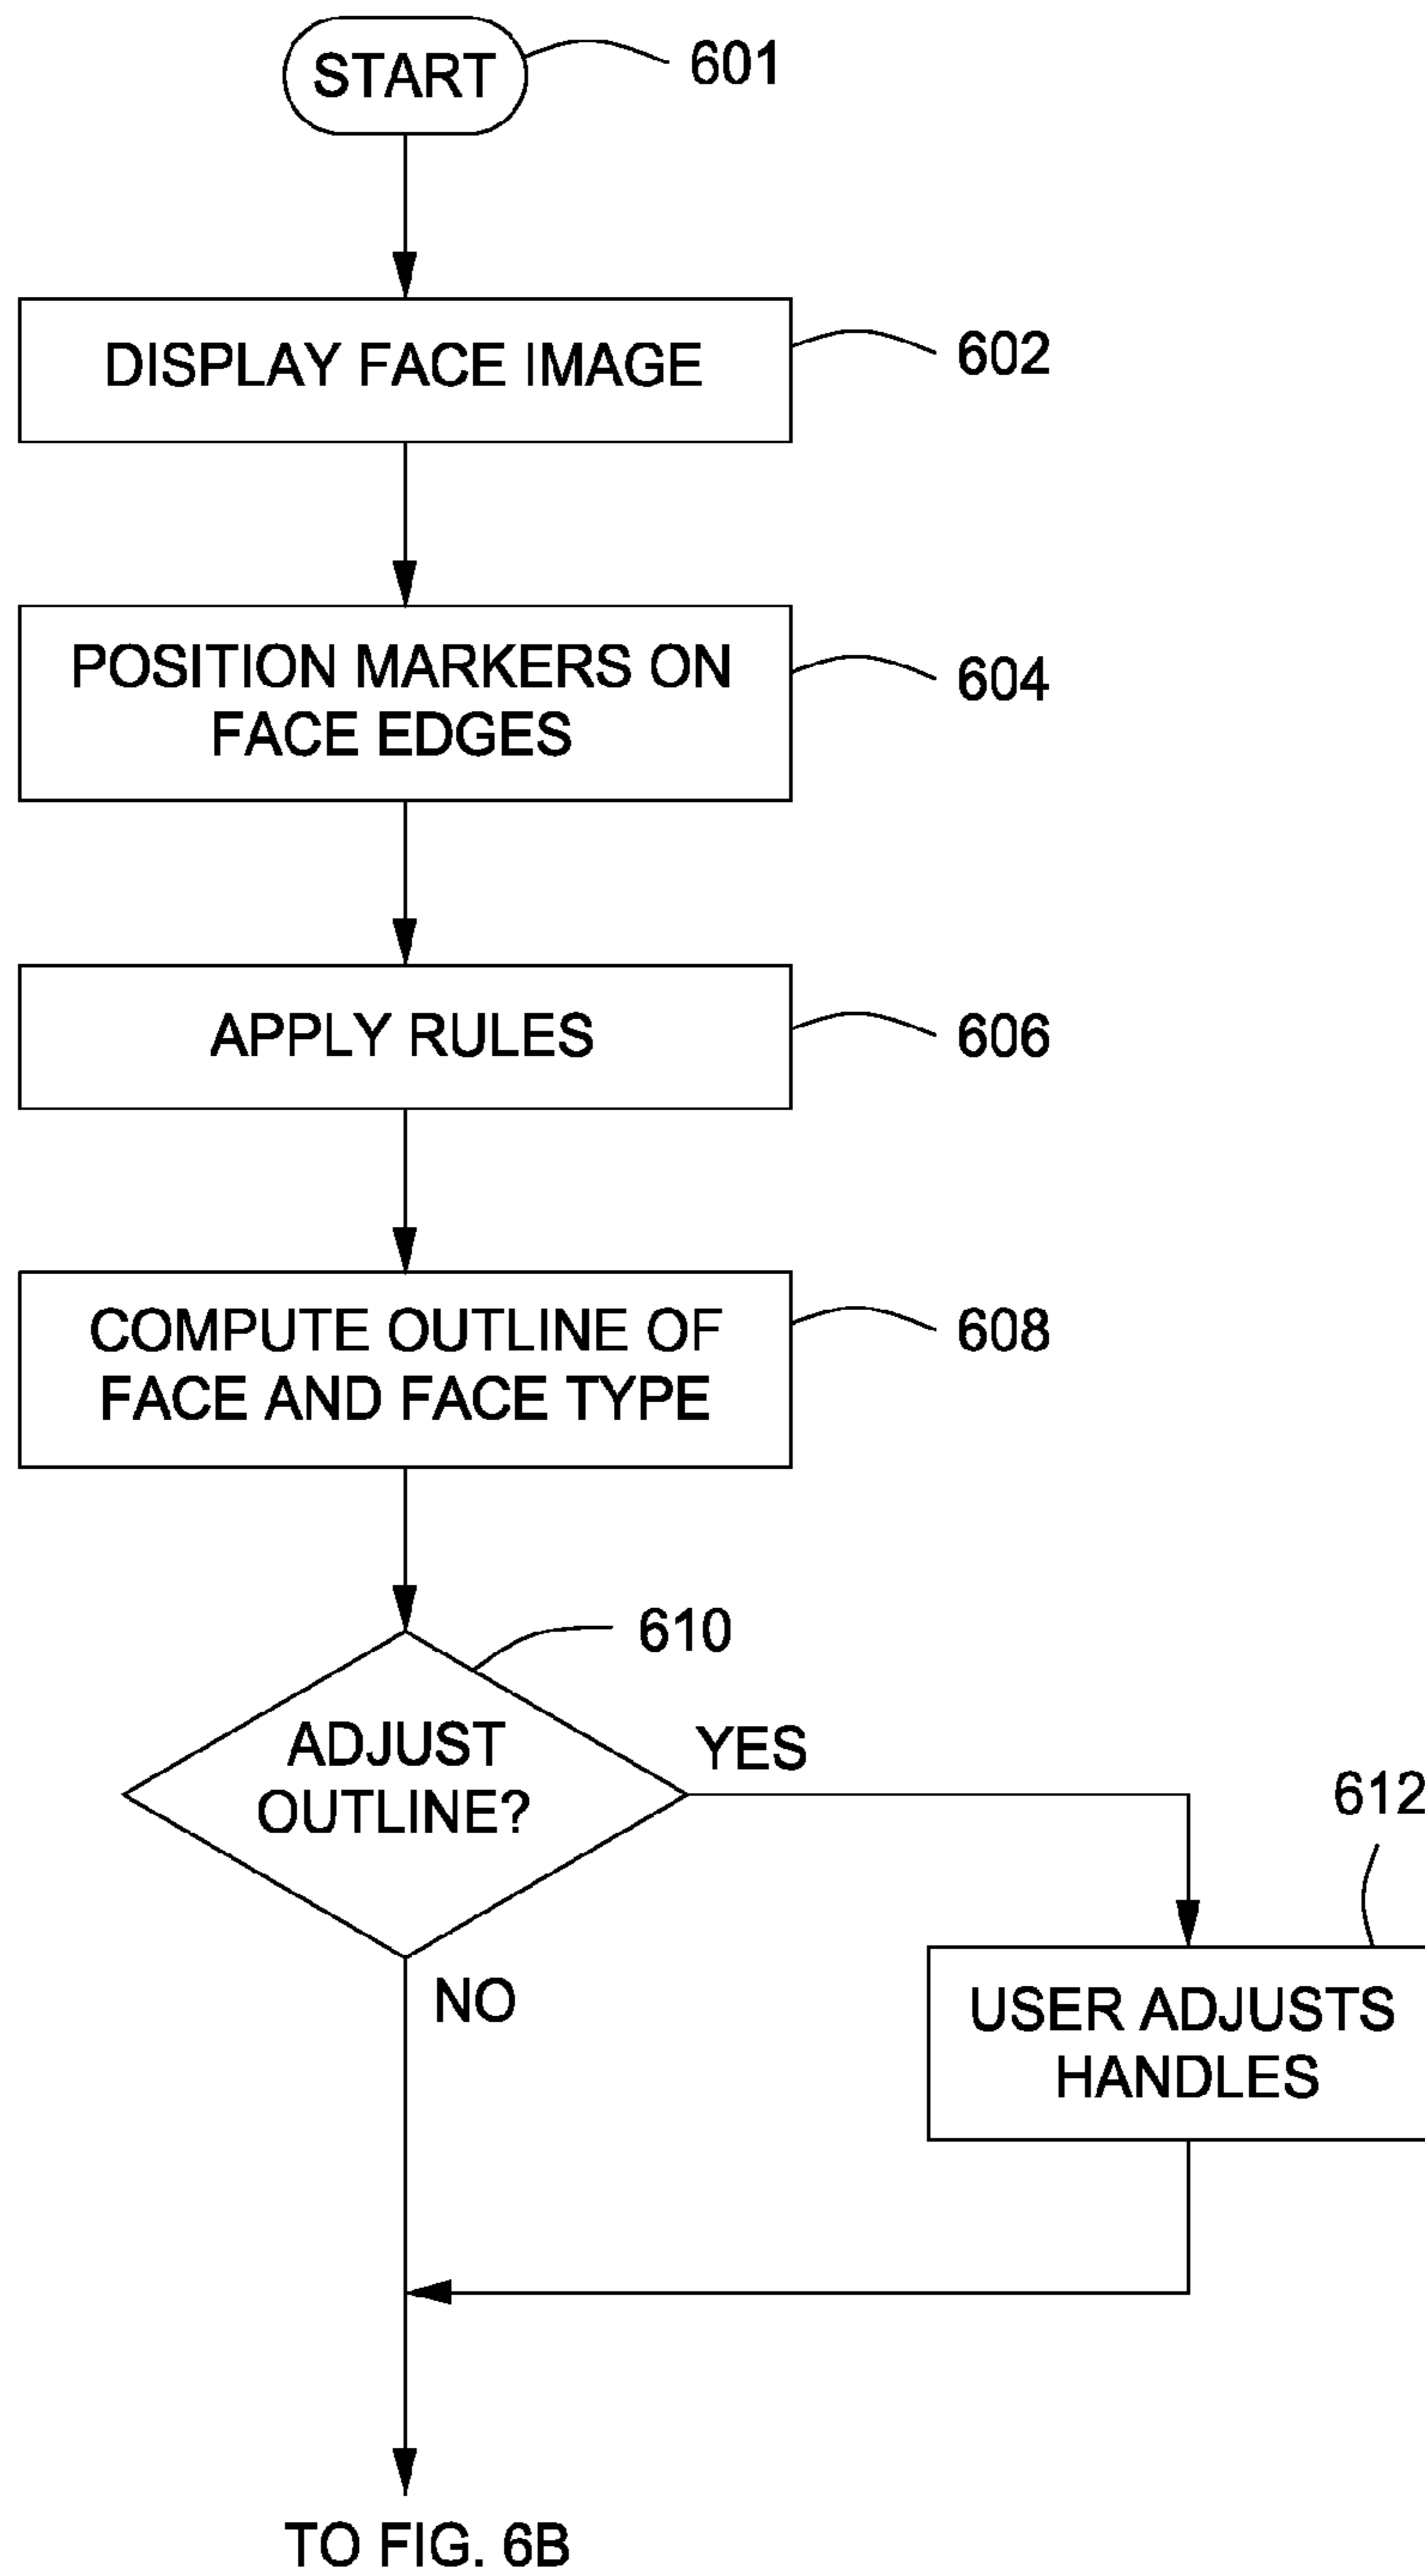 START
601
DISPLAY FACE IMAGE
602
POSITION MARKERS ON
FACE EDGES
604
APPLY RULES
606
COMPUTE OUTLINE OF
FACE AND FACE TYPE
608
610
ADJUST
OUTLINE?
YES
612
NO
USER ADJUSTS
HANDLES
TO FIG. 6B